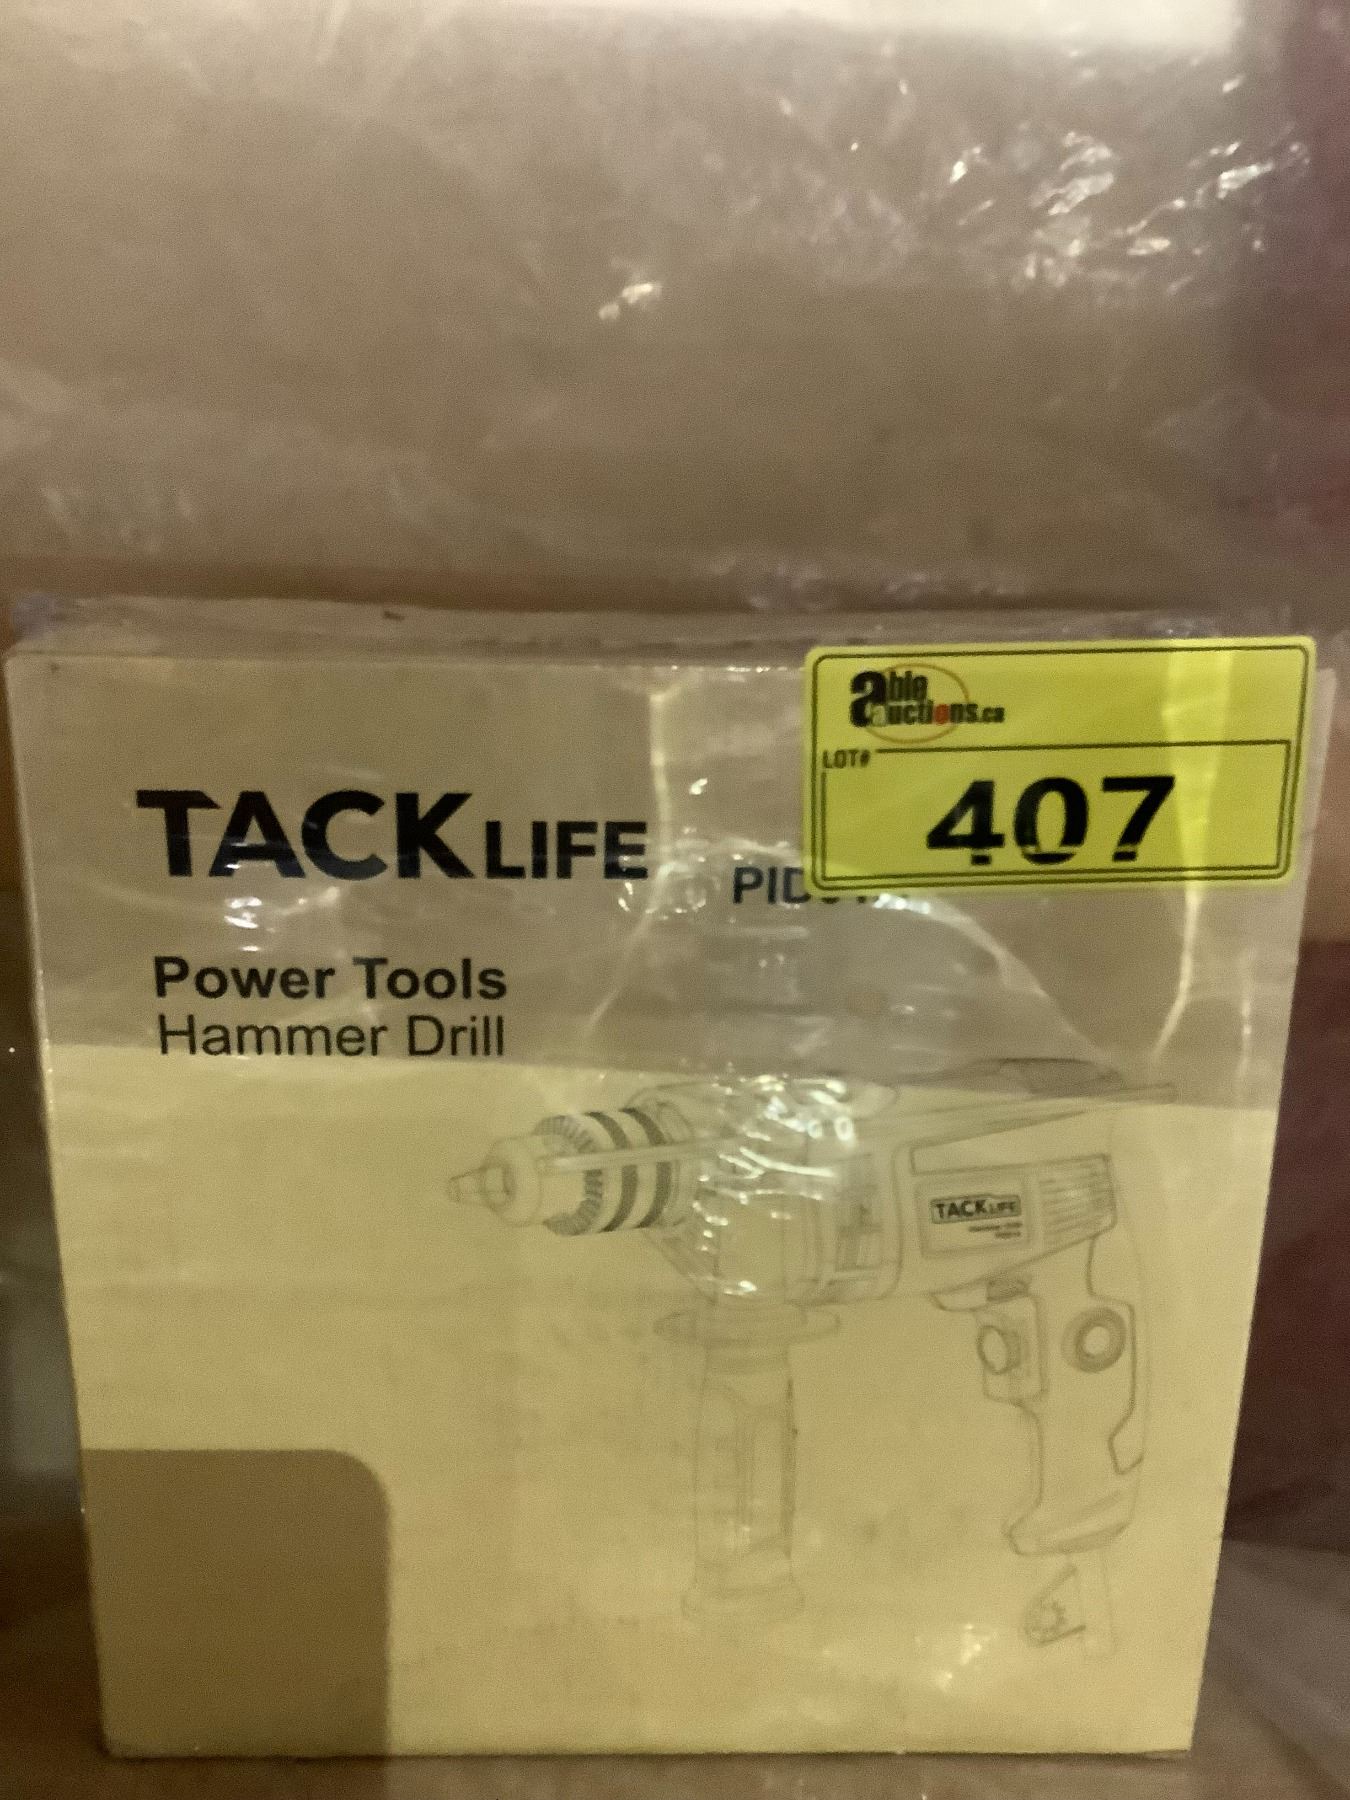 able
auctions.ca
LOT#
407
TACKLIFE
Power Tools
Hammer Drill
TACKLIFE